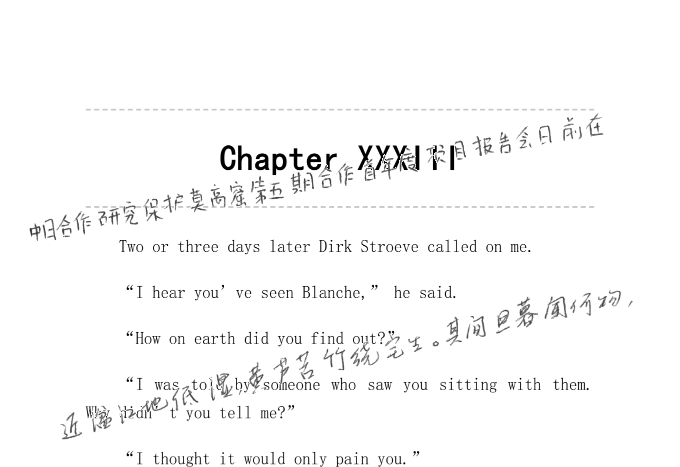 Chapter XXXIII
中日合作研究保护莫高窟第五期合作首年度项目报告会日前在
Two or three days later Dirk Stroeve called on me.
“I hear you’ve seen Blanche,” he said.
“How on earth did you find out?”
“I was told by someone who saw you sitting with them.
Why didn’t you tell me?”
近湓江地低湿,黄芦苦竹绕宅生。其间旦暮闻何物,
“I thought it would only pain you.”